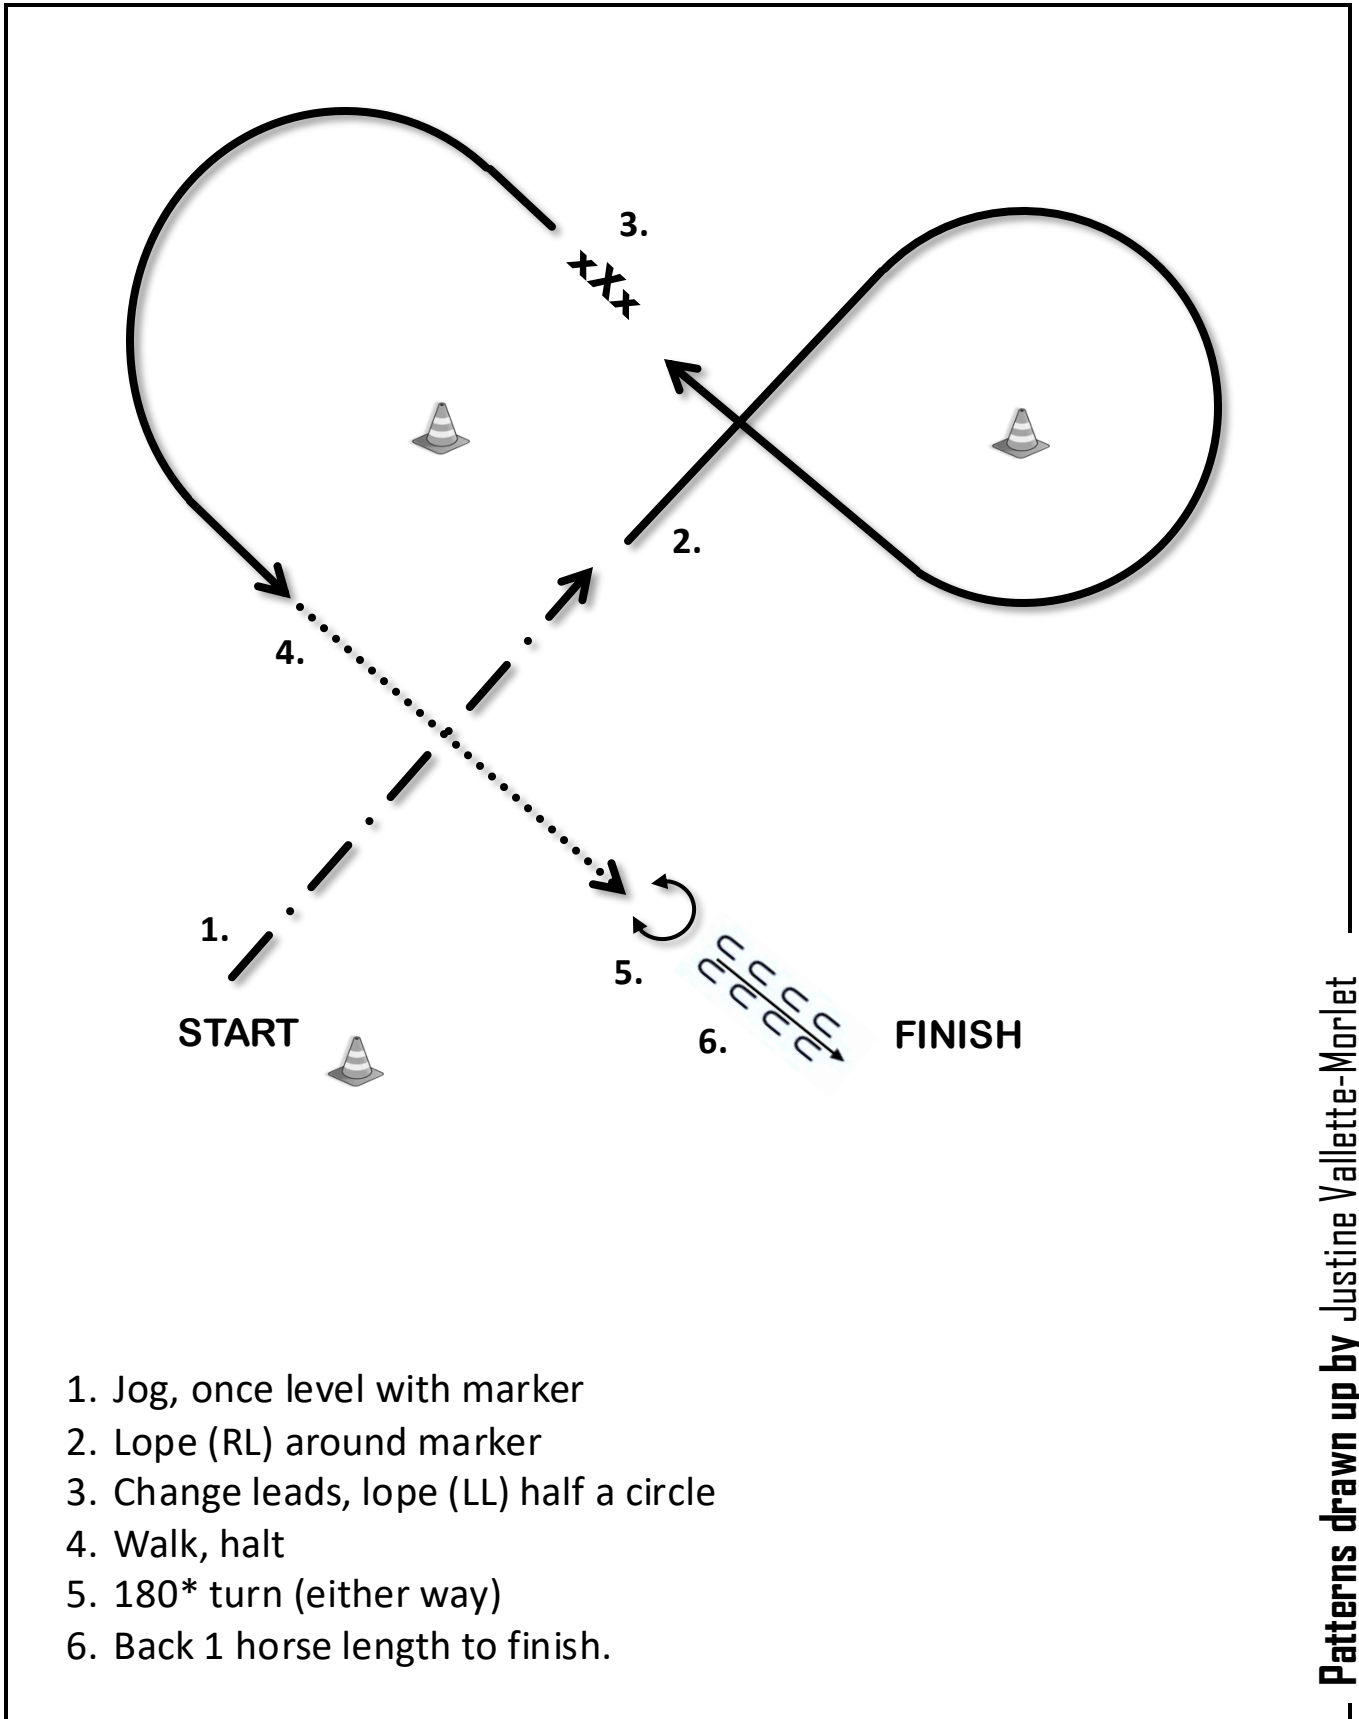 3.
2.
4.
1.
5.
START
6.
FINISH
1. Jog, once level with marker
2. Lope (RL) around marker
3. Change leads, lope (LL) half a circle
4. Walk, halt
5. 180* turn (either way)
6. Back 1 horse length to finish.
Patterns drawn up by Justine Vallette-Morlet